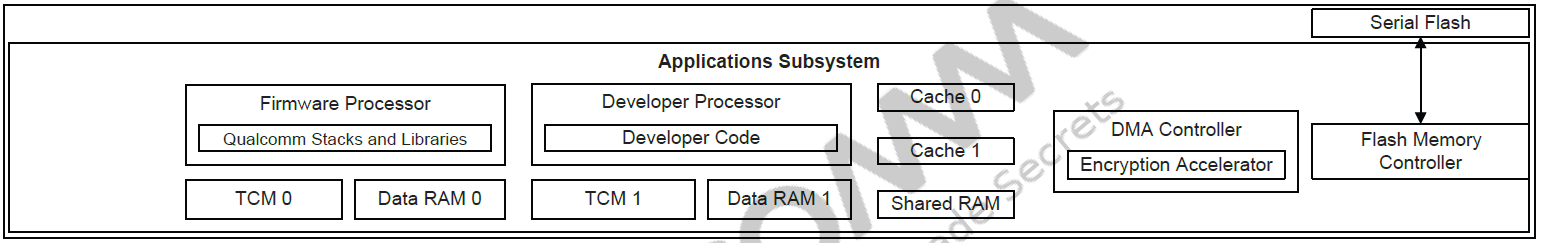 Serial Flash
Applications Subsystem
Firmware Processor
Qualcomm Stacks and Libraries
TCM 0
Data RAM 0
Developer Processor
Developer Code
TCM 1
Data RAM 1
Cache 0
Cache 1
Shared RAM
DMA Controller
Encryption Accelerator
Flash Memory
Controller
Secrets